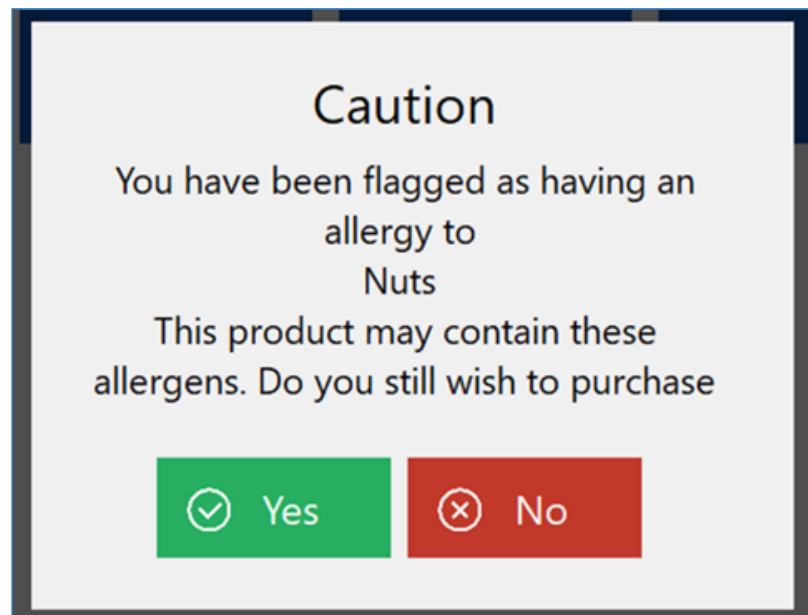 Caution
You have been flagged as having an
allergy to
Nuts
This product may contain these
allergens. Do you still wish to purchase
Yes No